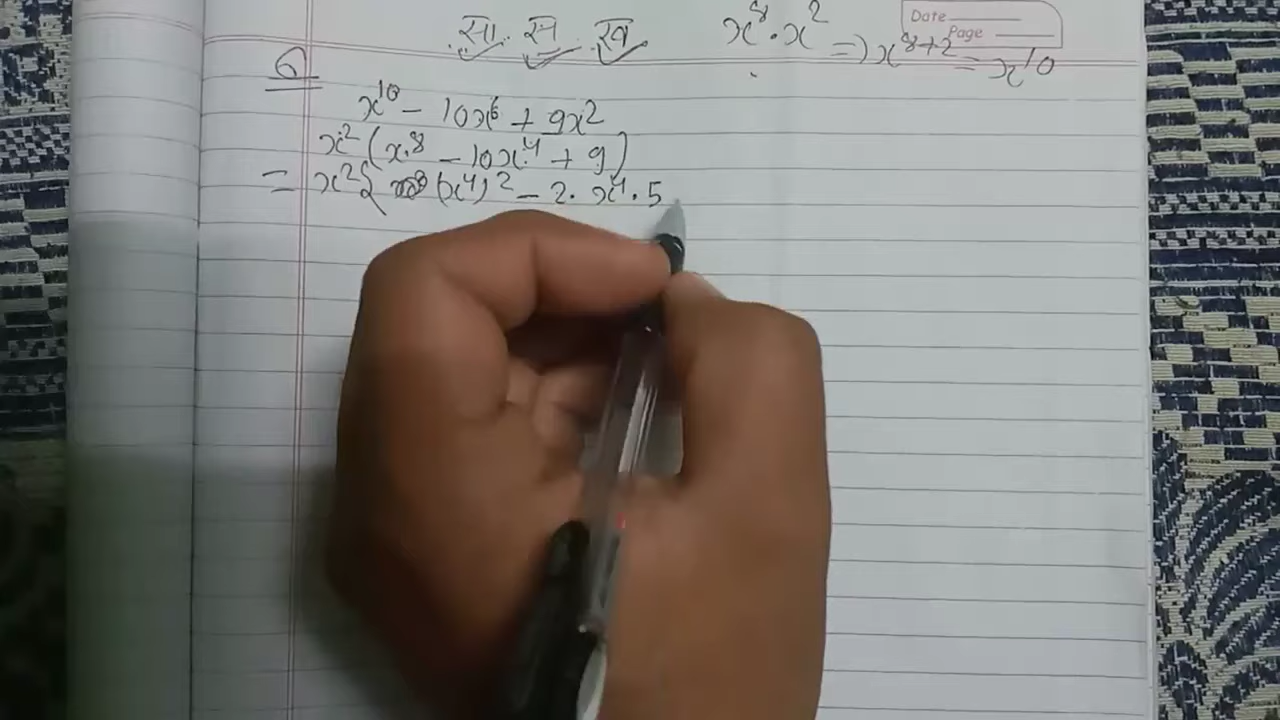 सा. स. ख x⁸·x² => x⁸⁺² = x¹⁰
Date
Page
x¹⁰ - 10x⁶ + 9x²
x²(x⁸ - 10x⁴ + 9)
= x²{ (x⁴)² - 2·x⁴·5